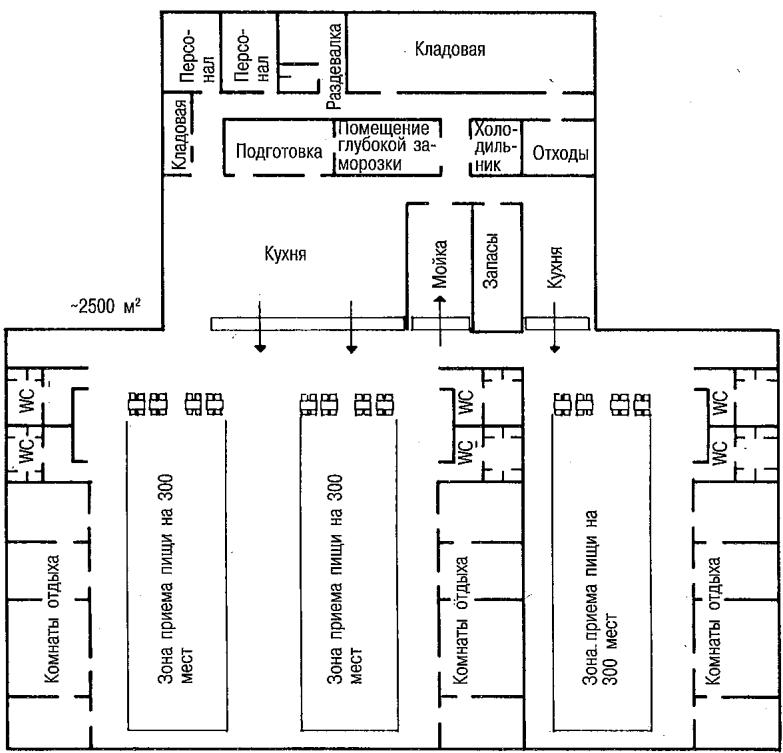 Персо-
нал
Персо-
нал
Раздевалка
Кладовая
Кладовая
Подготовка
Помещение
глубокой за-
морозки
Холо-
диль-
ник
Отходы
Кухня
Мойка
Запасы
Кухня
~2500 м²
WC
WC
WC
WC
WC
WC
Комнаты отдыха
Зона приема пищи на 300
мест
Зона приема пищи на 300
мест
Комнаты отдыха
Зона приема пищи на
300 мест
Комнаты отдыха